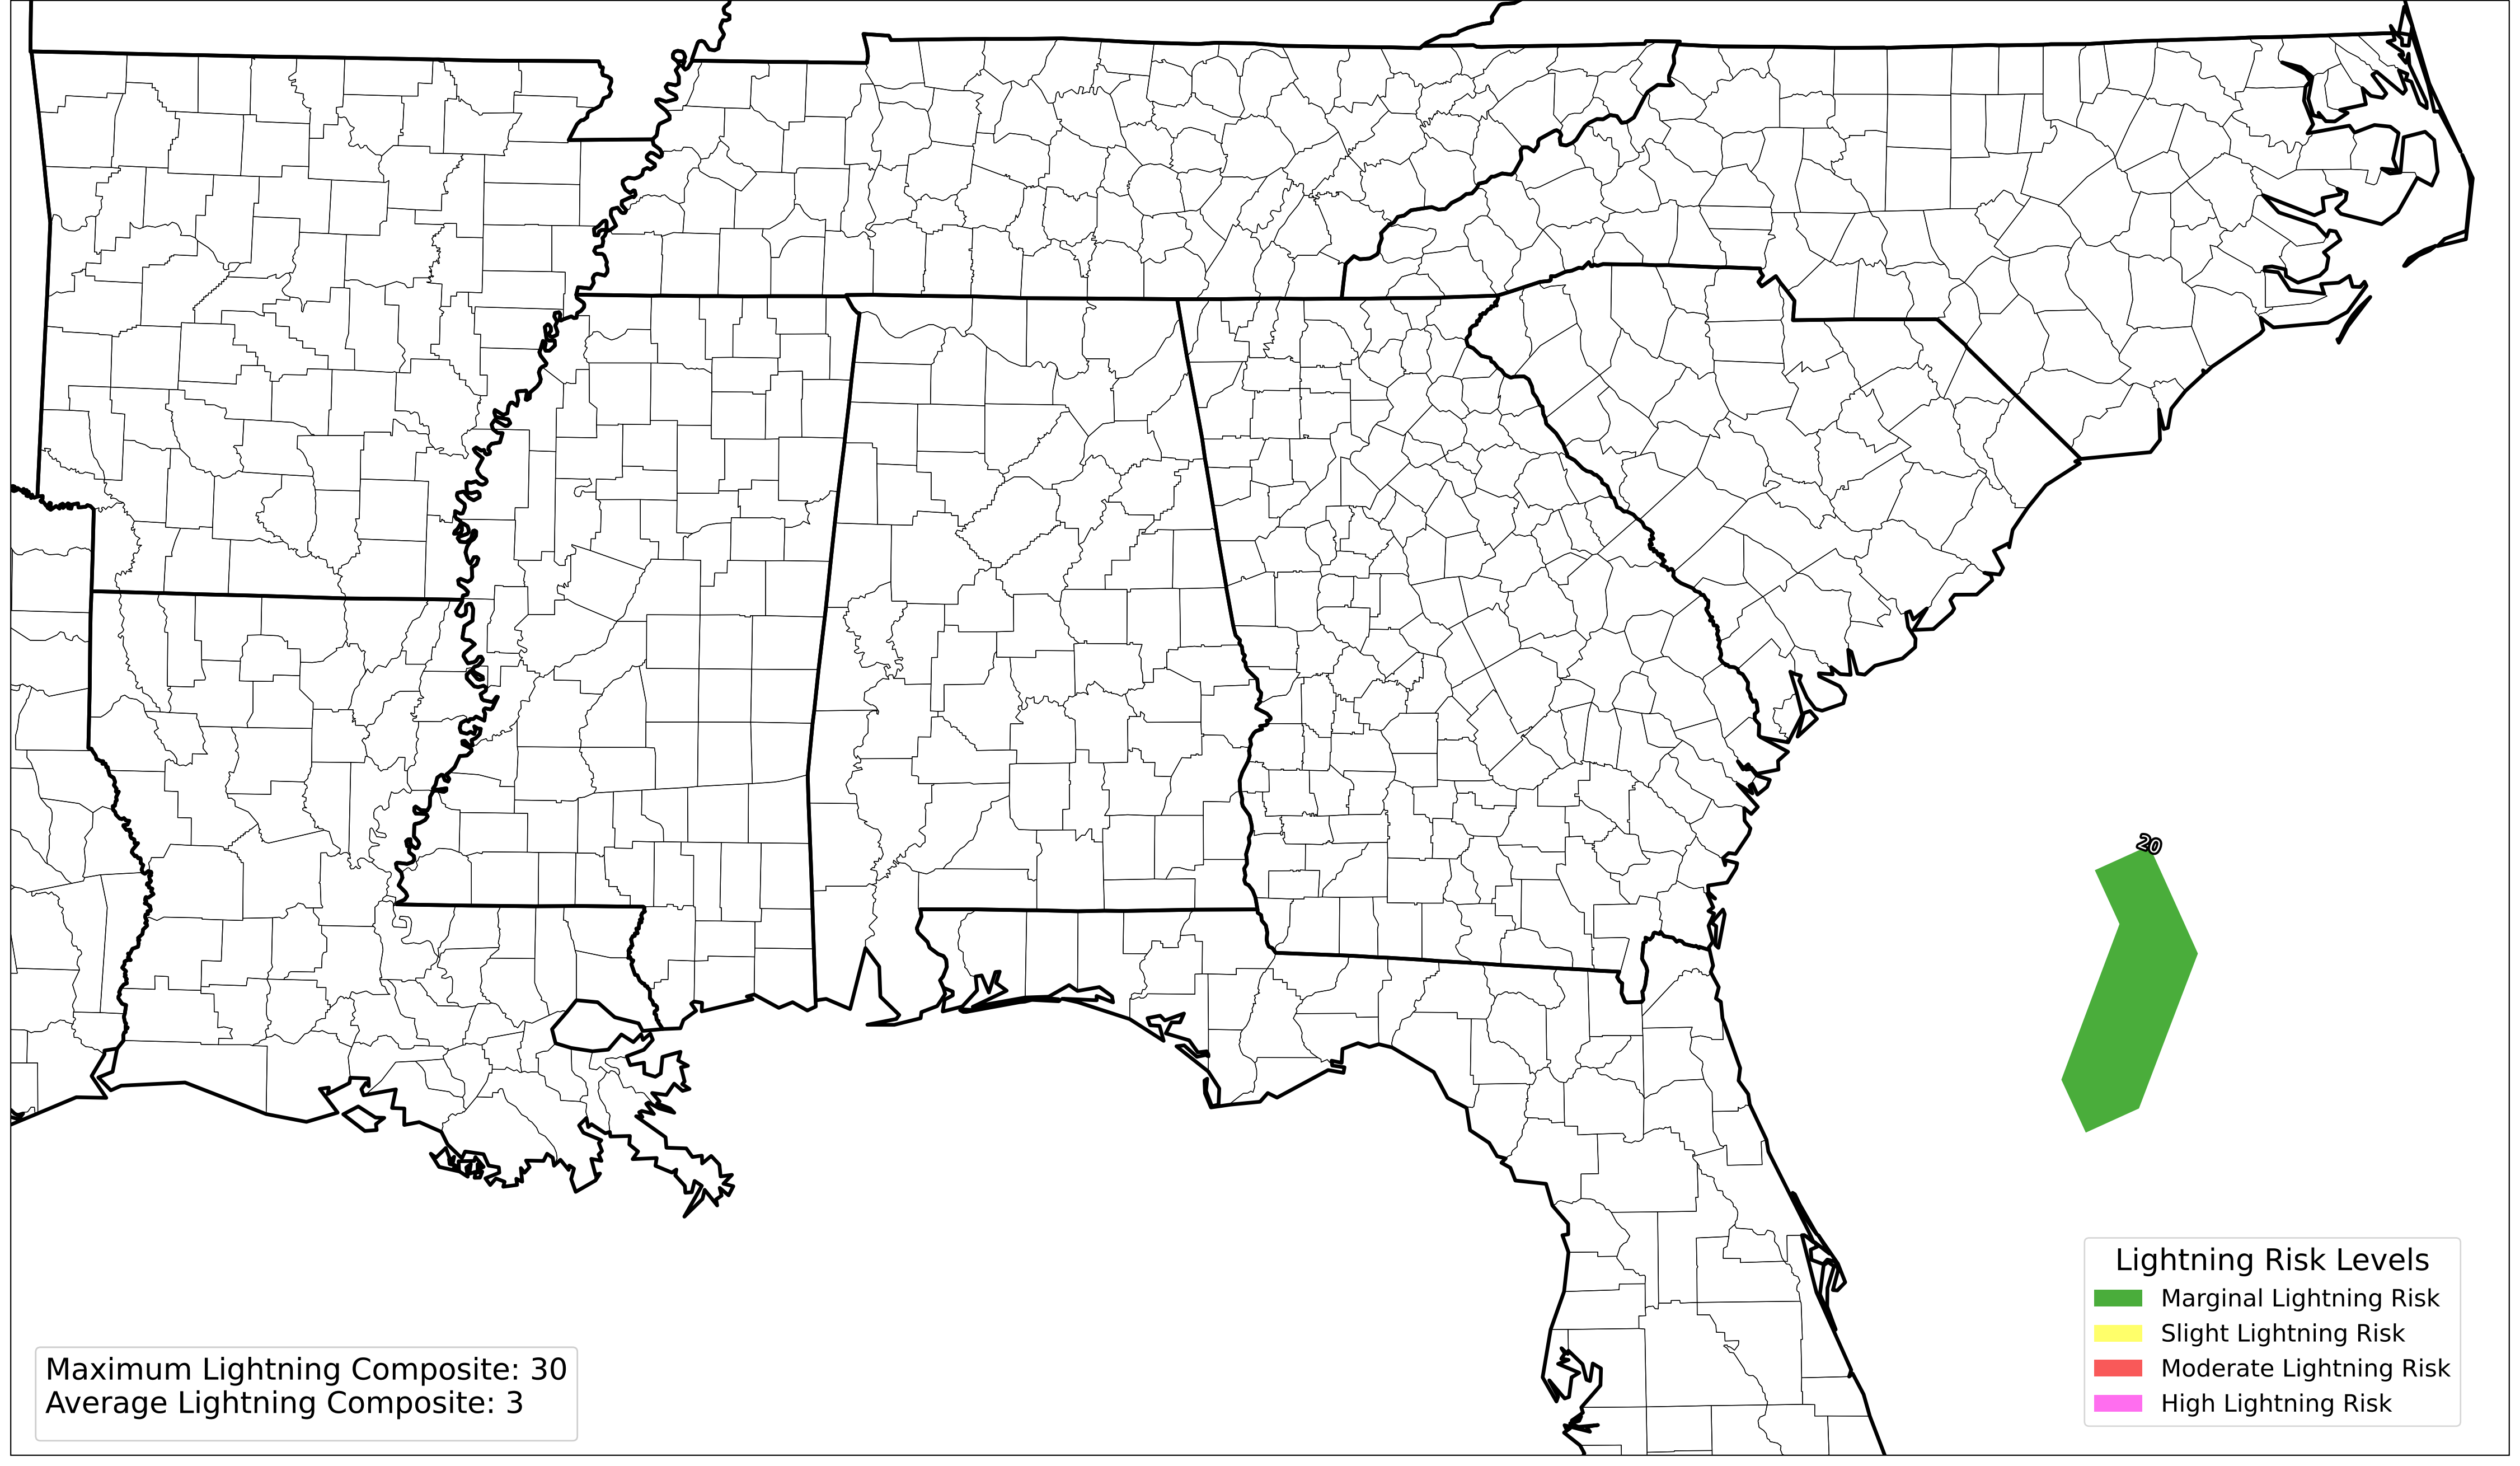 20
Lightning Risk Levels
Marginal Lightning Risk
Slight Lightning Risk
Moderate Lightning Risk
High Lightning Risk
Maximum Lightning Composite: 30
Average Lightning Composite: 3